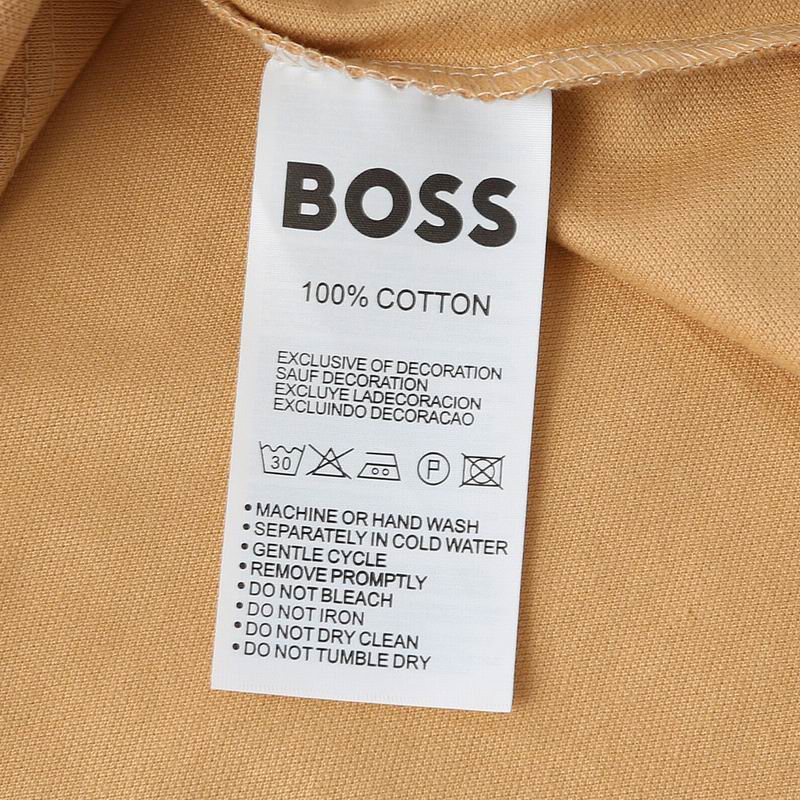 BOSS
100% COTTON
EXCLUSIVE OF DECORATION
SAUF DECORATION
EXCLUYE LADECORACION
EXCLUINDO DECORACAO
30 P
• MACHINE OR HAND WASH
• SEPARATELY IN COLD WATER
• GENTLE CYCLE
• REMOVE PROMPTLY
• DO NOT BLEACH
• DO NOT IRON
• DO NOT DRY CLEAN
• DO NOT TUMBLE DRY